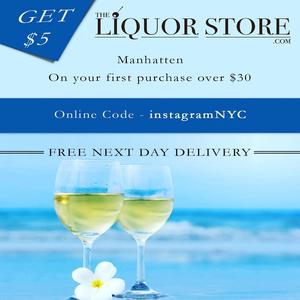 GET
$5
THE
LIQUOR STORE
.COM
Manhatten
On your first purchase over $30
Online Code - instagramNYC
FREE NEXT DAY DELIVERY